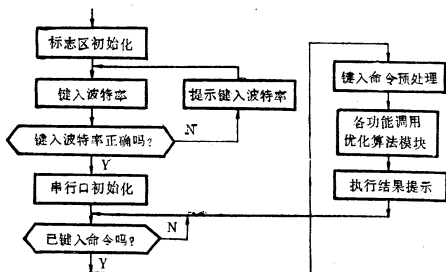 标志区初始化
键入波特率
提示键入波特率
键入波特率正确吗?
N
Y
串行口初始化
已键入命令吗?
N
Y
键入命令预处理
各功能调用
优化算法模块
执行结果提示